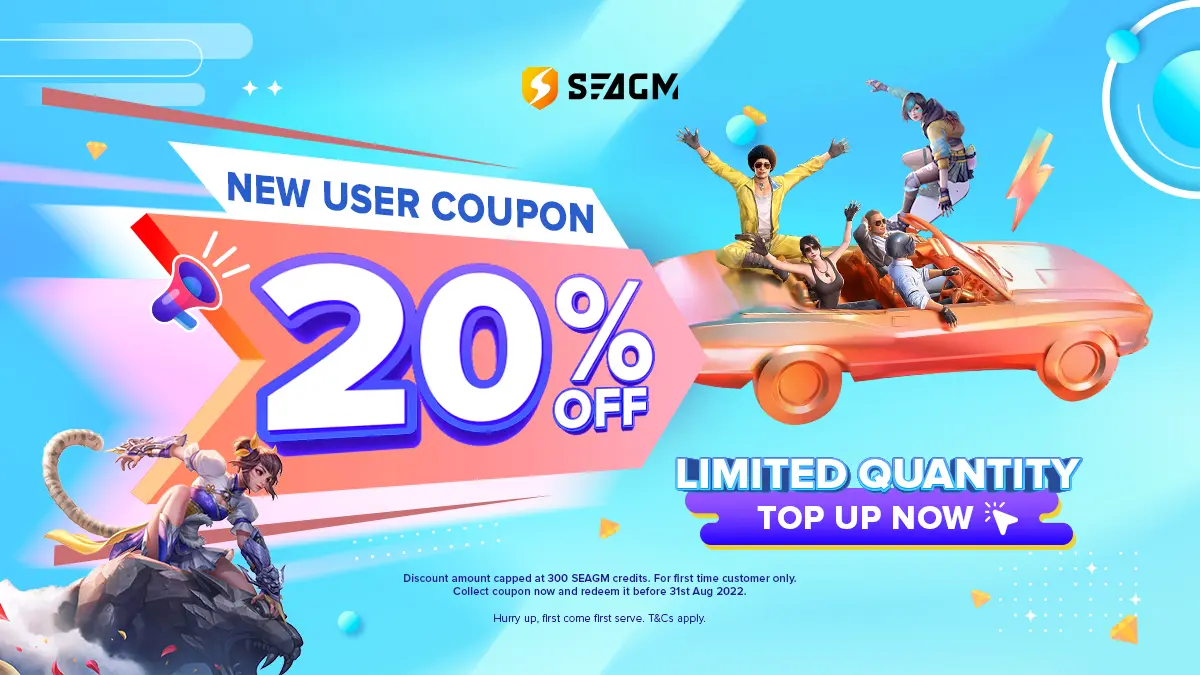 SEAGM
NEW USER COUPON
20%
OFF
LIMITED QUANTITY
TOP UP NOW
Discount amount capped at 300 SEAGM credits. For first time customer only.
Collect coupon now and redeem it before 31st Aug 2022.
Hurry up, first come first serve. T&Cs apply.